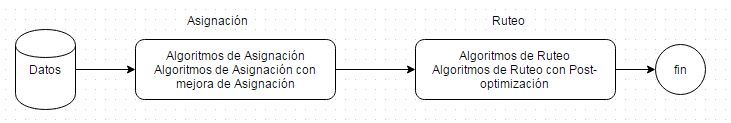 Asignación
Ruteo
Datos
Algoritmos de Asignación
Algoritmos de Asignación con
mejora de Asignación
Algoritmos de Ruteo
Algoritmos de Ruteo con Post-
optimización
fin